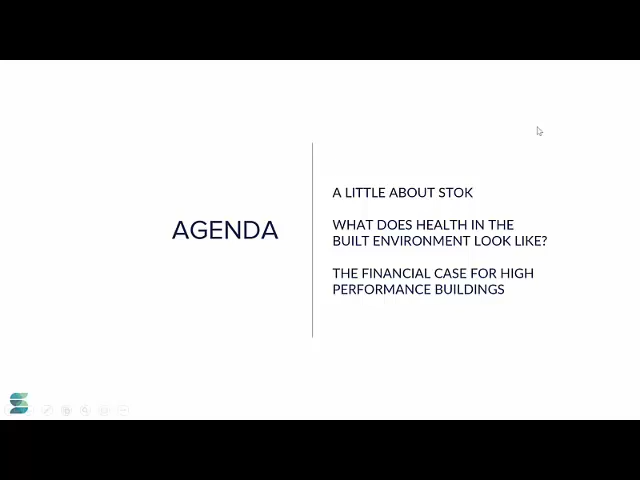 AGENDA
A LITTLE ABOUT STOK
WHAT DOES HEALTH IN THE
BUILT ENVIRONMENT LOOK LIKE?
THE FINANCIAL CASE FOR HIGH
PERFORMANCE BUILDINGS